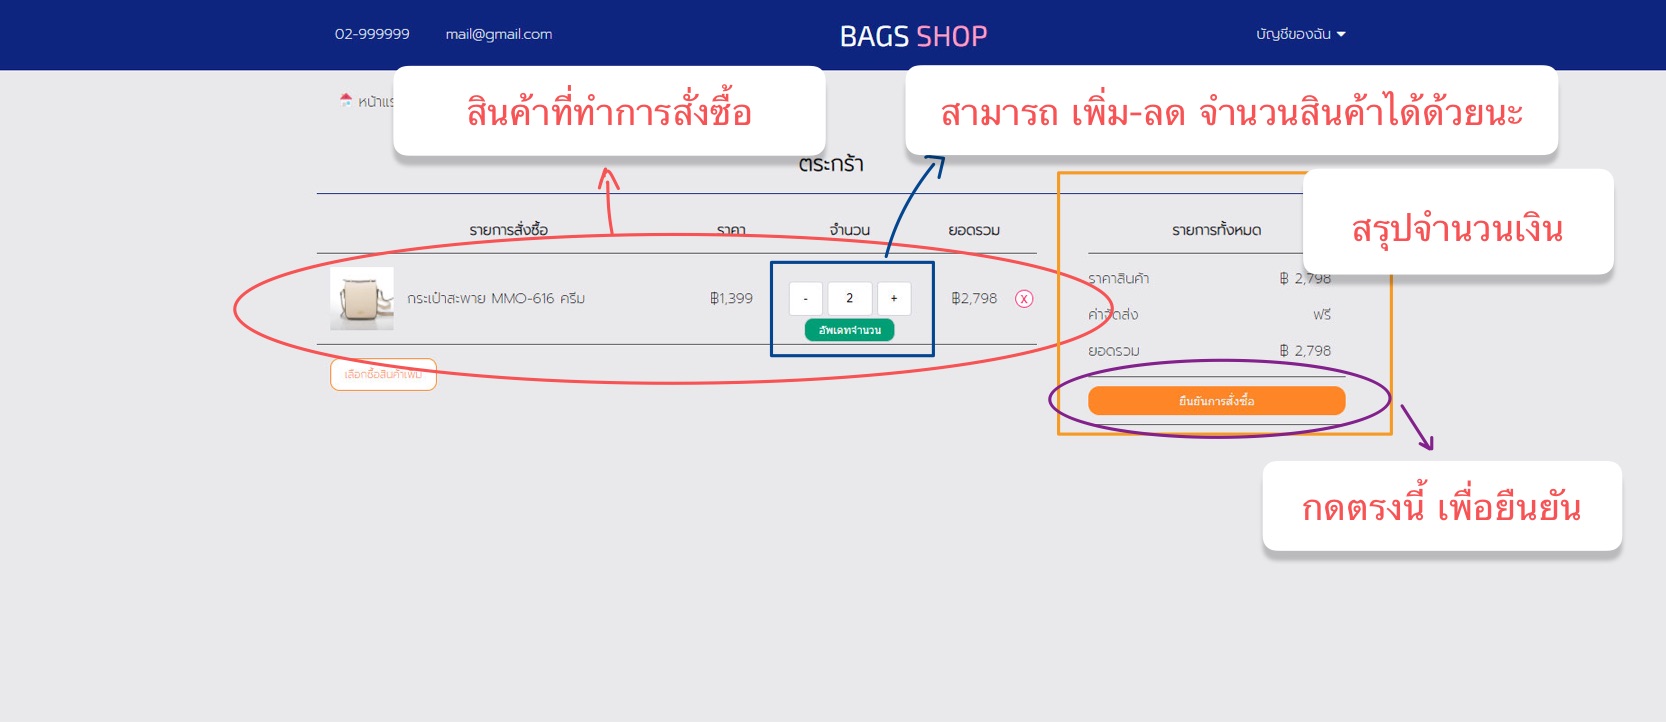 02-999999 mail@gmail.com BAGS SHOP บัญชีของฉัน
หน้าแร
สินค้าที่ทำการสั่งซื้อ
สามารถ เพิ่ม-ลด จำนวนสินค้าได้ด้วยนะ
ตระกร้า
สรุปจำนวนเงิน
รายการสั่งซื้อ ราคา จำนวน ยอดรวม
รายการทั้งหมด
กระเป๋าสะพาย MMO-616 ครีม ฿1,399 - 2 + ฿2,798 X
อัพเดทจำนวน
เลือกซื้อสินค้าเพิ่ม
ราคาสินค้า ฿ 2,798
ค่าจัดส่ง ฟรี
ยอดรวม ฿ 2,798
ยืนยันการสั่งซื้อ
กดตรงนี้ เพื่อยืนยัน